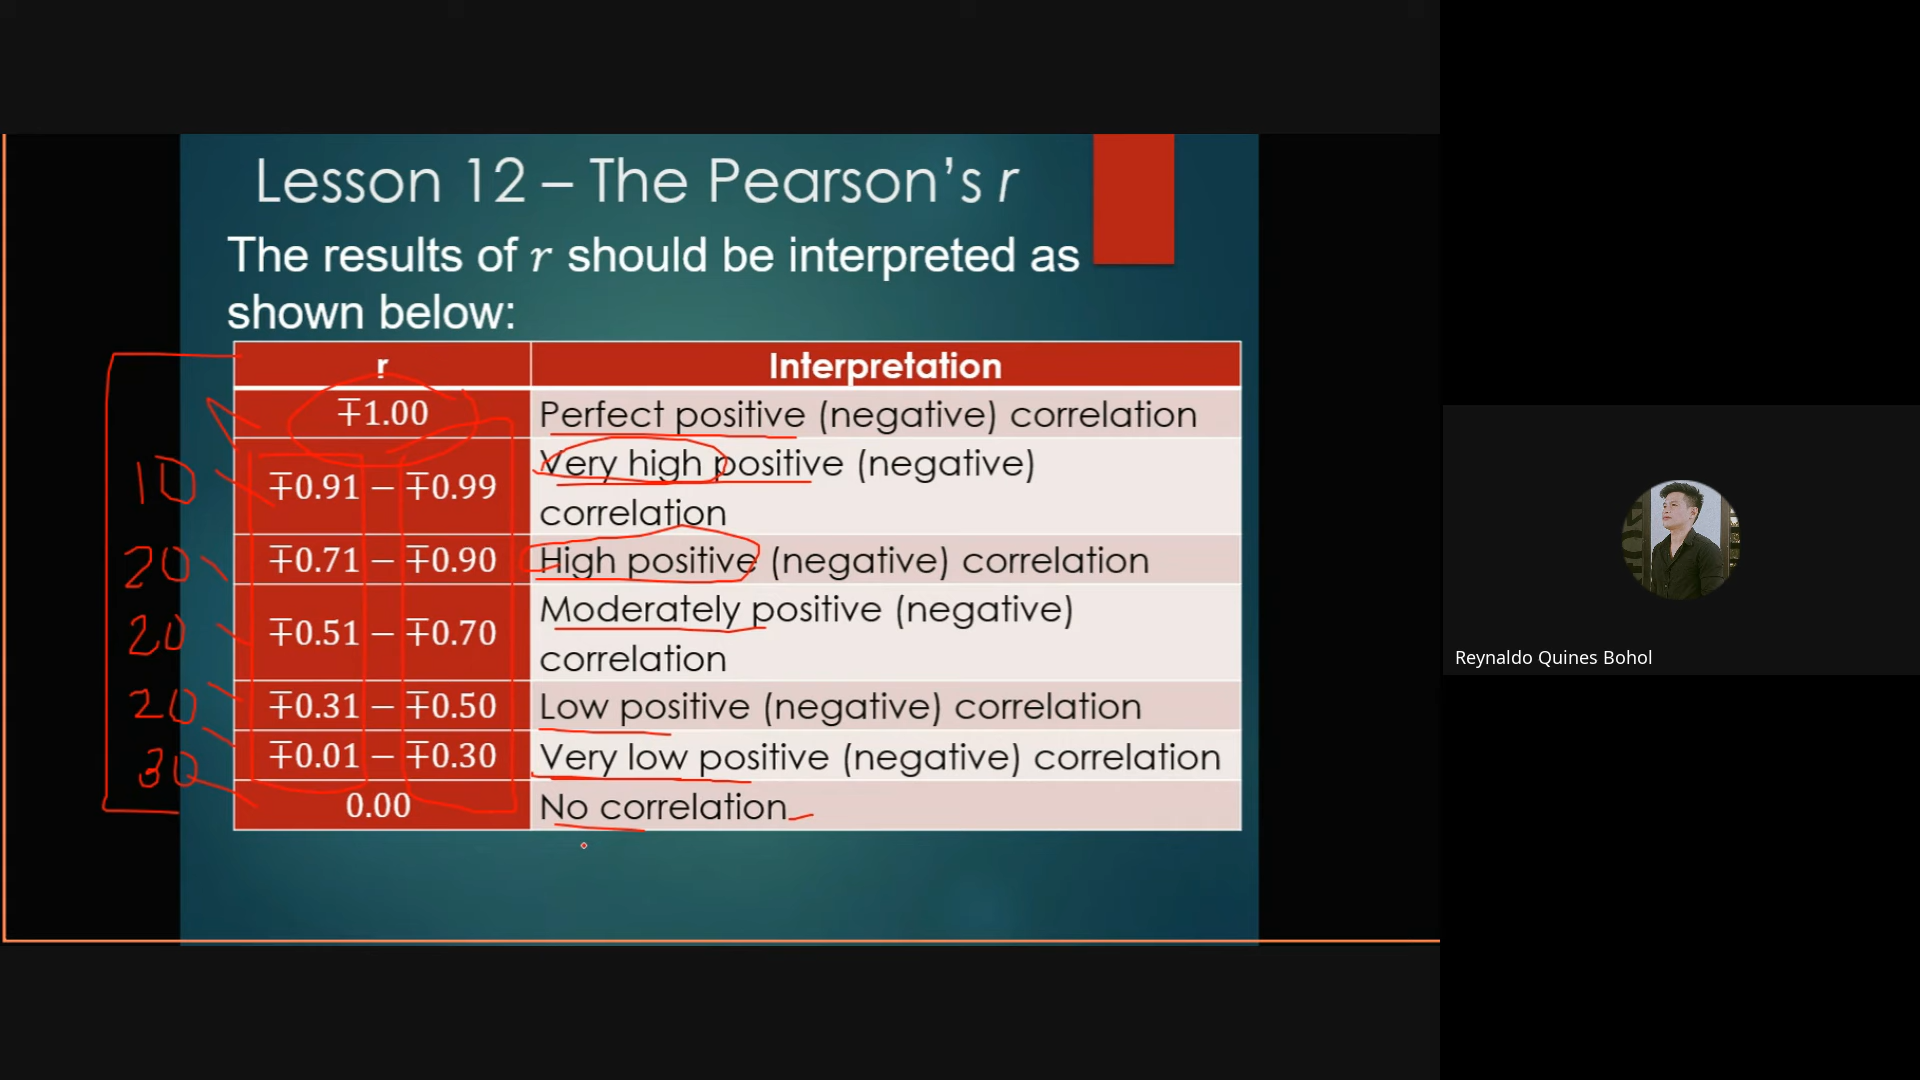 Lesson 12 – The Pearson's r
The results of r should be interpreted as
shown below:
r Interpretation
∓1.00 Perfect positive (negative) correlation
10 ∓0.91 – ∓0.99 Very high positive (negative)
correlation
20 ∓0.71 – ∓0.90 High positive (negative) correlation
20 ∓0.51 – ∓0.70 Moderately positive (negative)
correlation
20 ∓0.31 – ∓0.50 Low positive (negative) correlation
30 ∓0.01 – ∓0.30 Very low positive (negative) correlation
0.00 No correlation
Reynaldo Quines Bohol